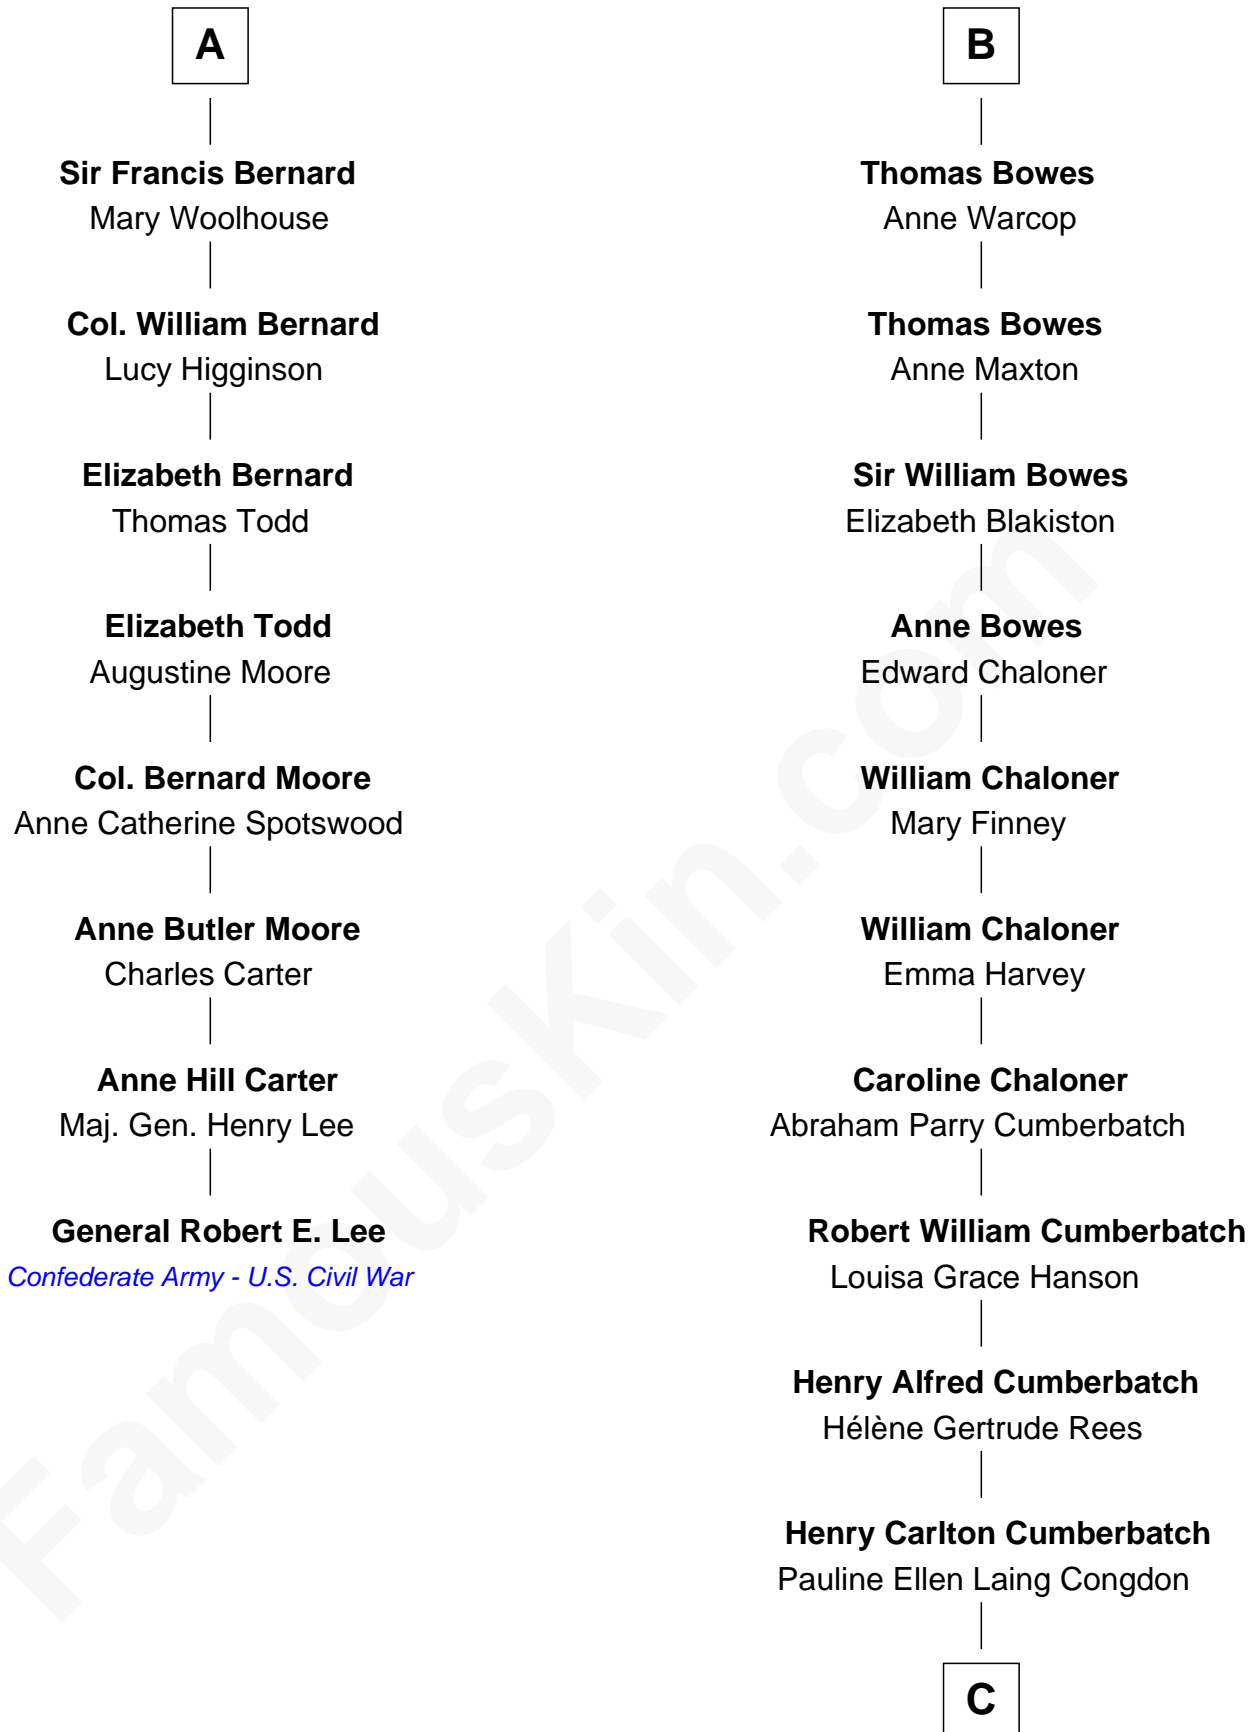 A
Sir Francis Bernard
Mary Woolhouse
Col. William Bernard
Lucy Higginson
Elizabeth Bernard
Thomas Todd
Elizabeth Todd
Augustine Moore
Col. Bernard Moore
Anne Catherine Spotswood
Anne Butler Moore
Charles Carter
Anne Hill Carter
Maj. Gen. Henry Lee
General Robert E. Lee
Confederate Army - U.S. Civil War
B
Thomas Bowes
Anne Warcop
Thomas Bowes
Anne Maxton
Sir William Bowes
Elizabeth Blakiston
Anne Bowes
Edward Chaloner
William Chaloner
Mary Finney
William Chaloner
Emma Harvey
Caroline Chaloner
Abraham Parry Cumberbatch
Robert William Cumberbatch
Louisa Grace Hanson
Henry Alfred Cumberbatch
Hélène Gertrude Rees
Henry Carlton Cumberbatch
Pauline Ellen Laing Congdon
C
FamousKin.com